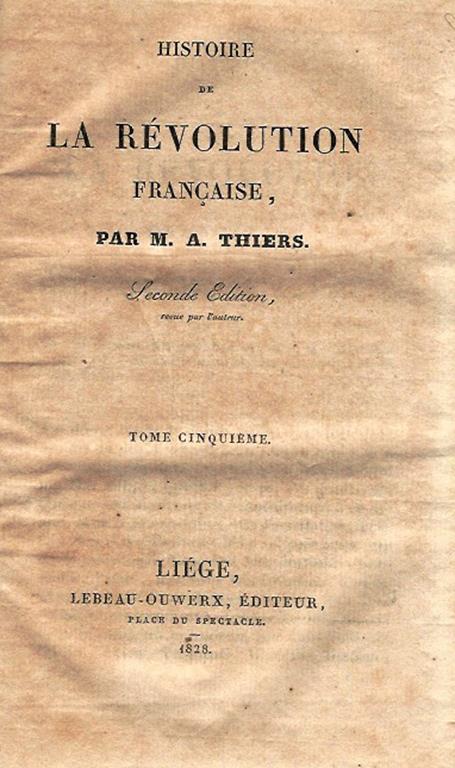 HISTOIRE
DE
LA RÉVOLUTION
FRANÇAISE,
PAR M. A. THIERS.
Seconde Edition,
revue par l'auteur.
TOME CINQUIÈME.
LIÉGE,
LEBEAU-OUWERX, ÉDITEUR,
PLACE DU SPECTACLE.
1828.